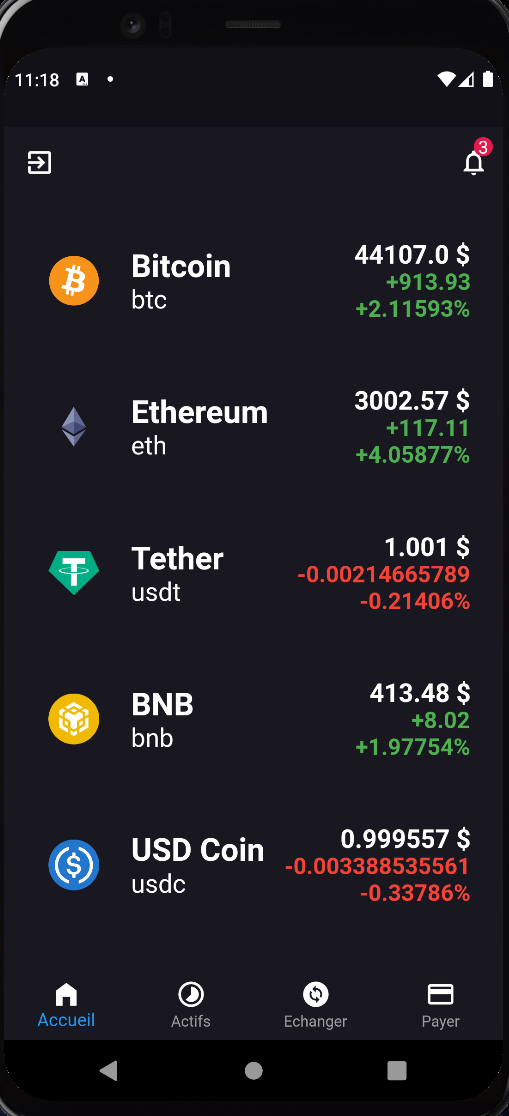 11:18 A
3
Bitcoin
btc
44107.0 $
+913.93
+2.11593%
Ethereum
eth
3002.57 $
+117.11
+4.05877%
Tether
usdt
1.001 $
-0.00214665789
-0.21406%
BNB
bnb
413.48 $
+8.02
+1.97754%
USD Coin
usdc
0.999557 $
-0.003388535561
-0.33786%
Accueil
Actifs
Echanger
Payer